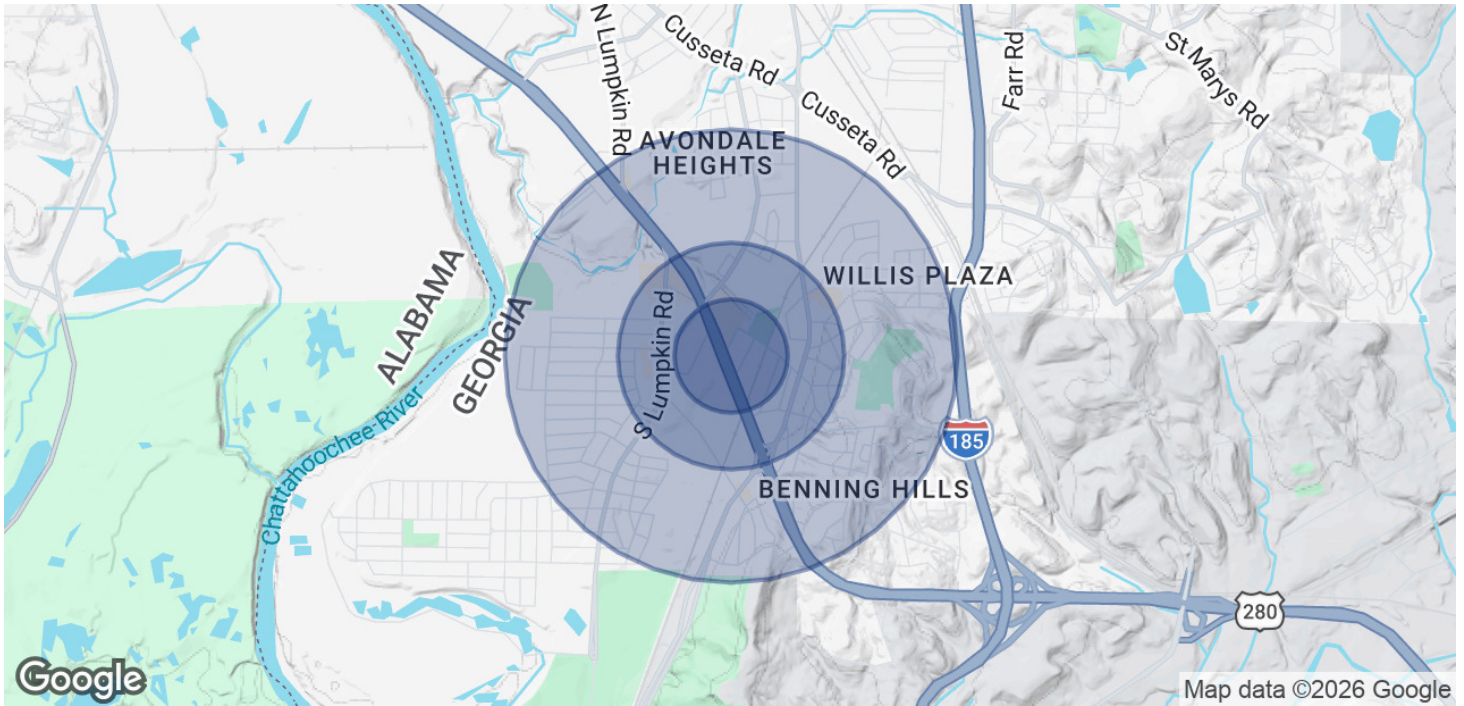 N Lumpkin Rd
Cusseta Rd
St Marys Rd
Farr Rd
Cusseta Rd
AVONDALE
HEIGHTS
ALABAMA
GEORGIA
WILLIS PLAZA
S Lumpkin Rd
Chattahoochee River
185
BENNING HILLS
280
Google
Map data ©2026 Google